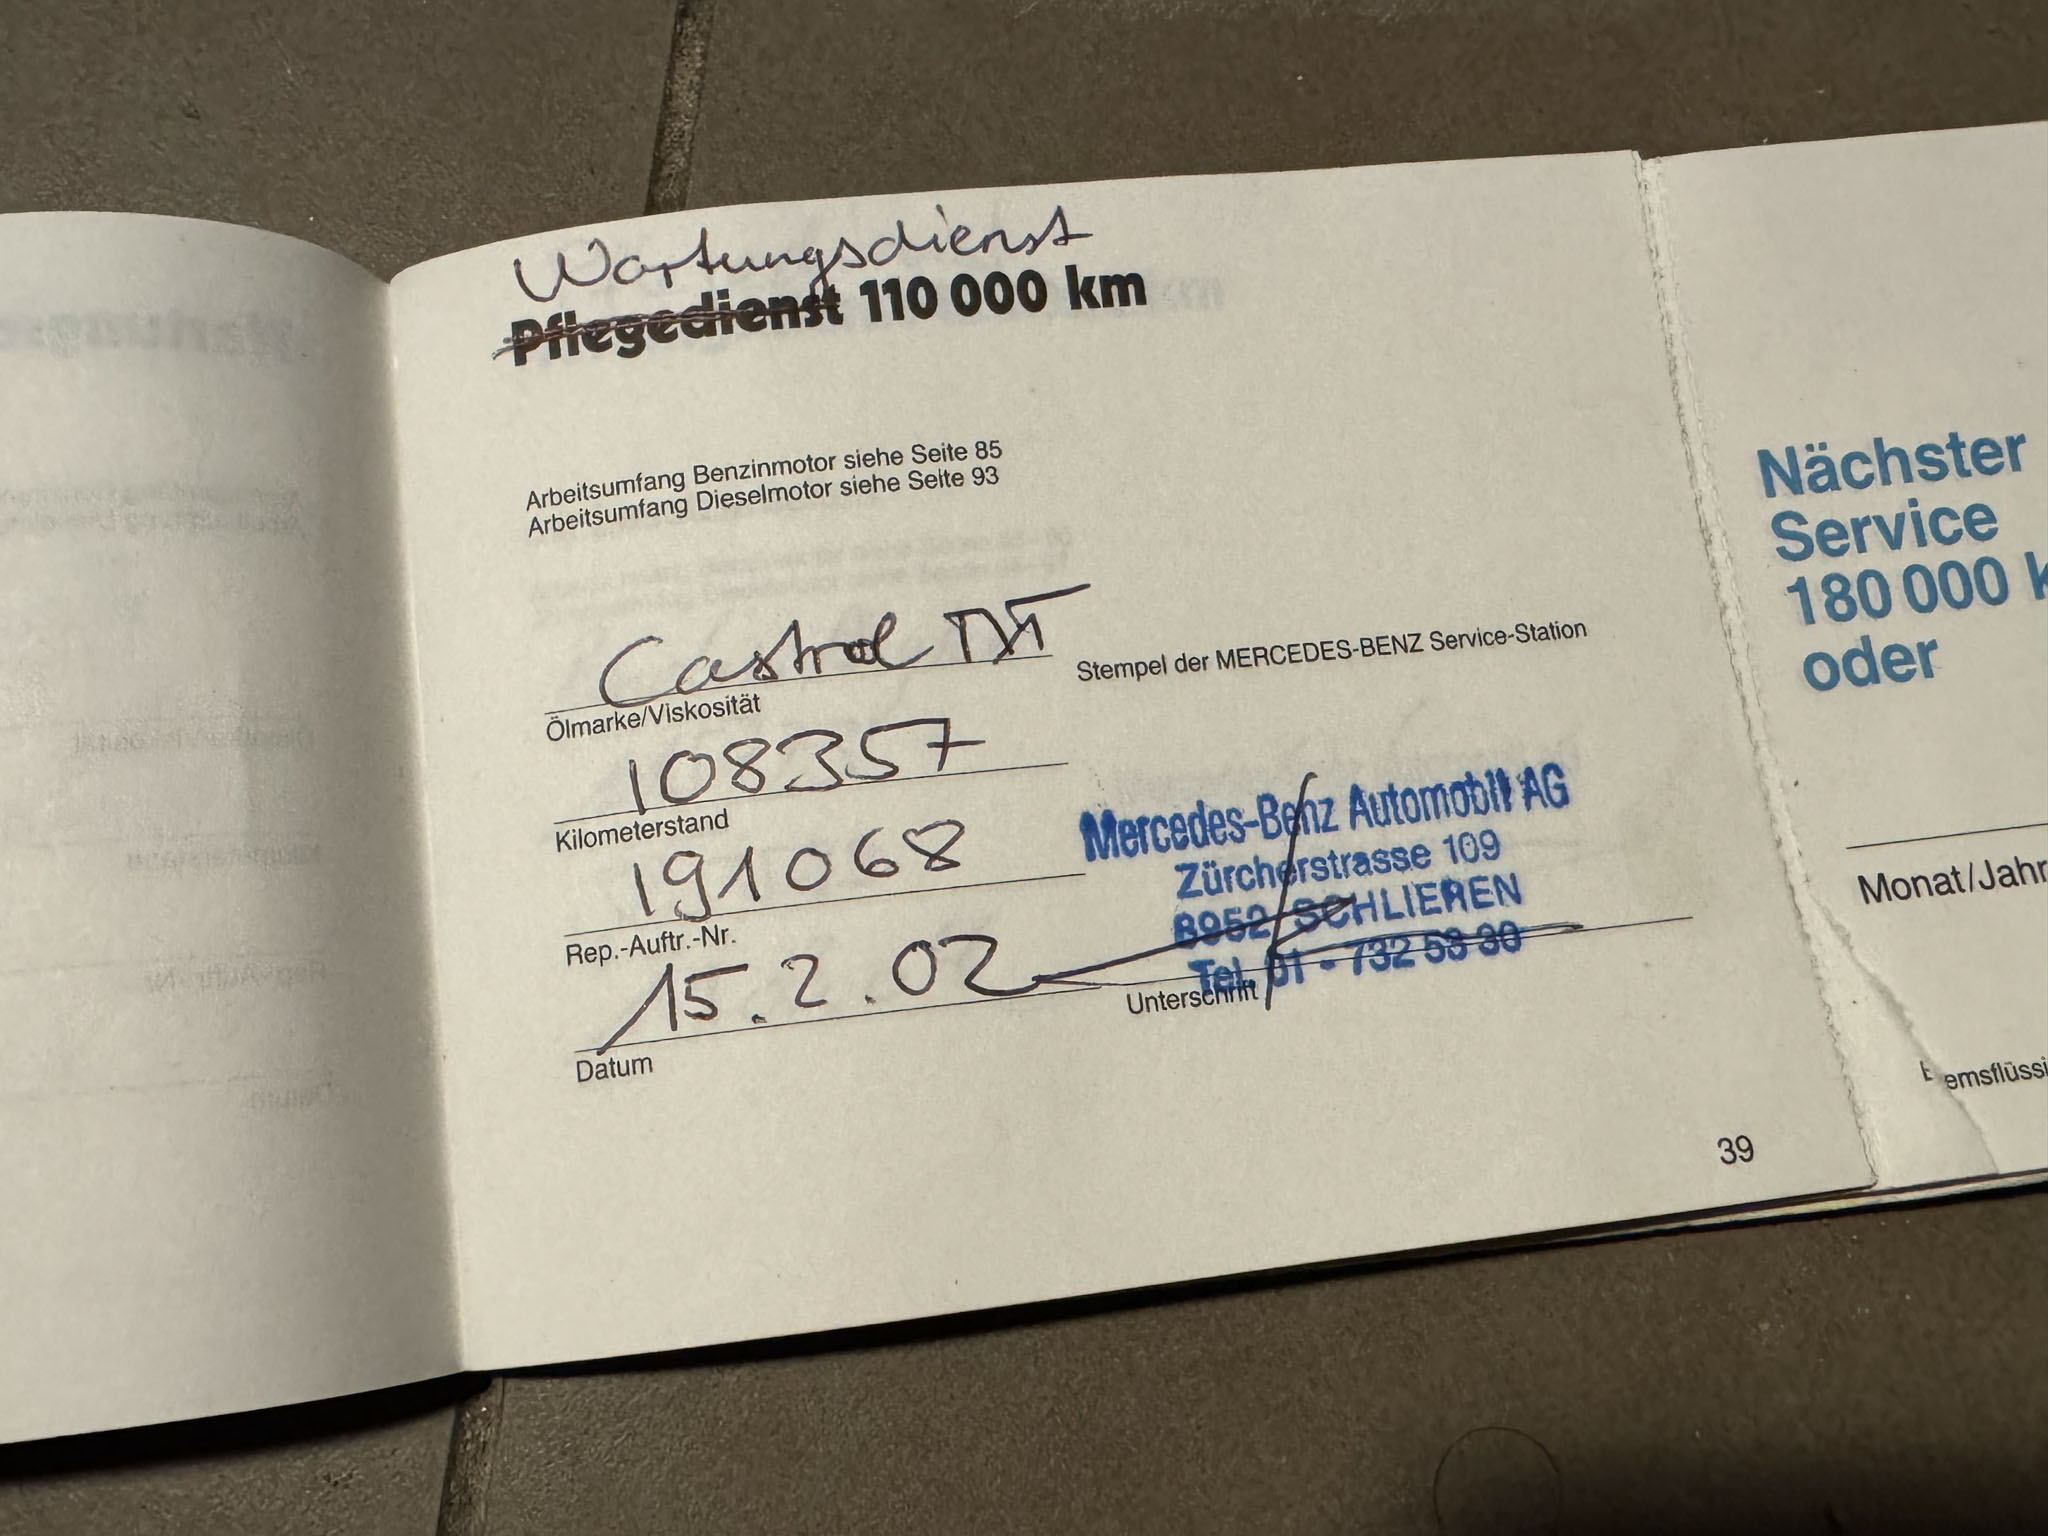 Wartungsdienst
Pflegedienst 110 000 km
Arbeitsumfang Benzinmotor siehe Seite 85
Arbeitsumfang Dieselmotor siehe Seite 93
Castrol
Ölmarke/Viskosität
Stempel der MERCEDES-BENZ Service-Station
108357
Kilometerstand
191068
Rep.-Auftr.-Nr.
15.2.02
Datum
Mercedes-Benz Automobil AG
Zürcherstrasse 109
8952 SCHLIEREN
Tel. 01 - 732 53 30
Unterschrift
39
Nächster
Service
180 000 k
oder
Monat/Jahr
emsflüssi